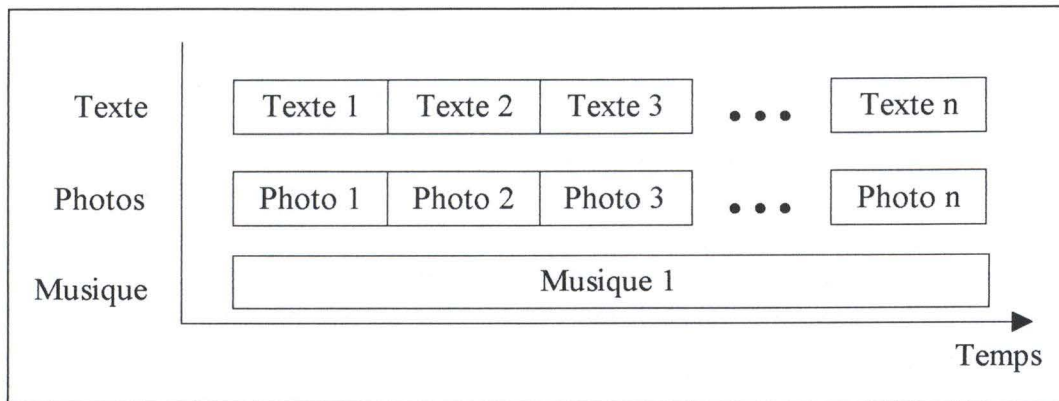 Texte Texte 1 Texte 2 Texte 3 ... Texte n
Photos Photo 1 Photo 2 Photo 3 ... Photo n
Musique Musique 1
Temps